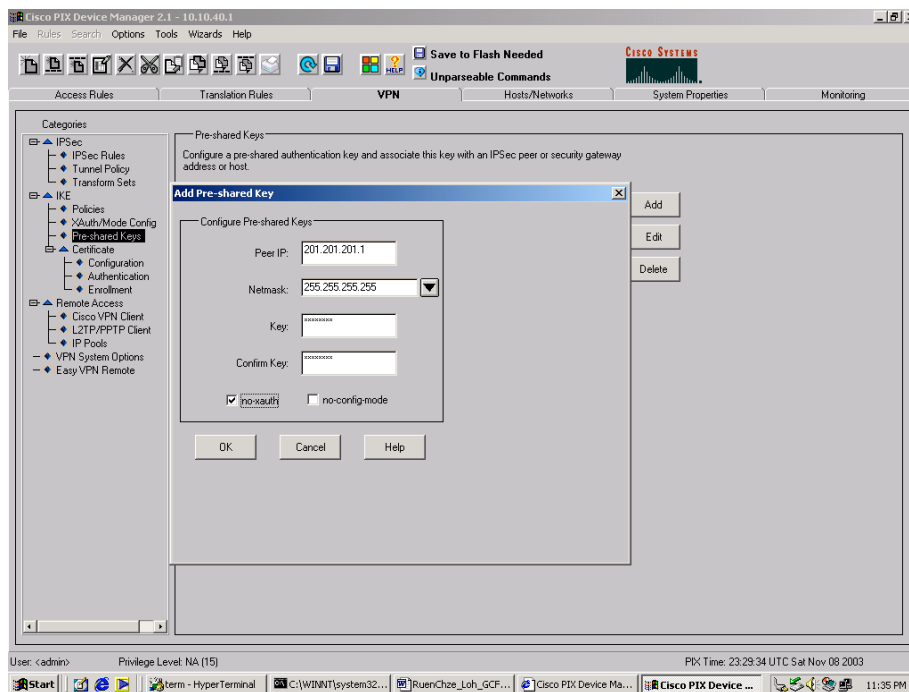 Cisco PIX Device Manager 2.1 - 10.10.40.1
File Rules Search Options Tools Wizards Help
HELP
Save to Flash Needed
Unparseable Commands
CISCO SYSTEMS
Access Rules Translation Rules VPN Hosts/Networks System Properties Monitoring
Categories
IPSec
IPSec Rules
Tunnel Policy
Transform Sets
IKE
Policies
XAuth/Mode Config
Pre-shared Keys
Certificate
Configuration
Authentication
Enrollment
Remote Access
Cisco VPN Client
L2TP/PPTP Client
IP Pools
VPN System Options
Easy VPN Remote
Pre-shared Keys
Configure a pre-shared authentication key and associate this key with an IPSec peer or security gateway
address or host.
Add
Edit
Delete
Add Pre-shared Key
Configure Pre-shared Keys
Peer IP: 201.201.201.1
Netmask: 255.255.255.255
Key: ********
Confirm Key: ********
no-xauth no-config-mode
OK Cancel Help
User: <admin> Privilege Level: NA (15) PIX Time: 23:29:34 UTC Sat Nov 08 2003
Start term - HyperTerminal C:\WINNT\system32... RuenChze_Loh_GCF... Cisco PIX Device Ma... Cisco PIX Device ... 11:35 PM